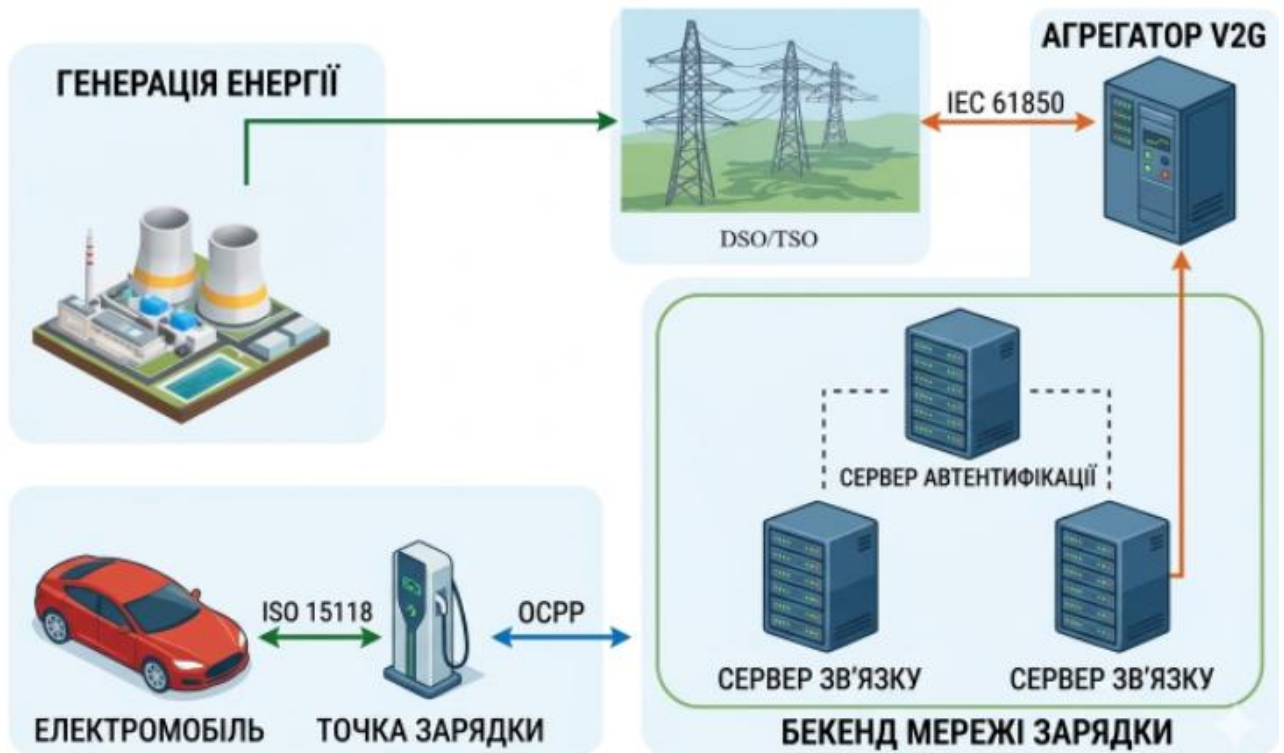 ГЕНЕРАЦІЯ ЕНЕРГІЇ
DSO/TSO
IEC 61850
АГРЕГАТОР V2G
СЕРВЕР АВТЕНТИФІКАЦІЇ
СЕРВЕР ЗВ'ЯЗКУ
СЕРВЕР ЗВ'ЯЗКУ
БЕКЕНД МЕРЕЖІ ЗАРЯДКИ
ISO 15118
OCPP
ЕЛЕКТРОМОБІЛЬ
ТОЧКА ЗАРЯДКИ